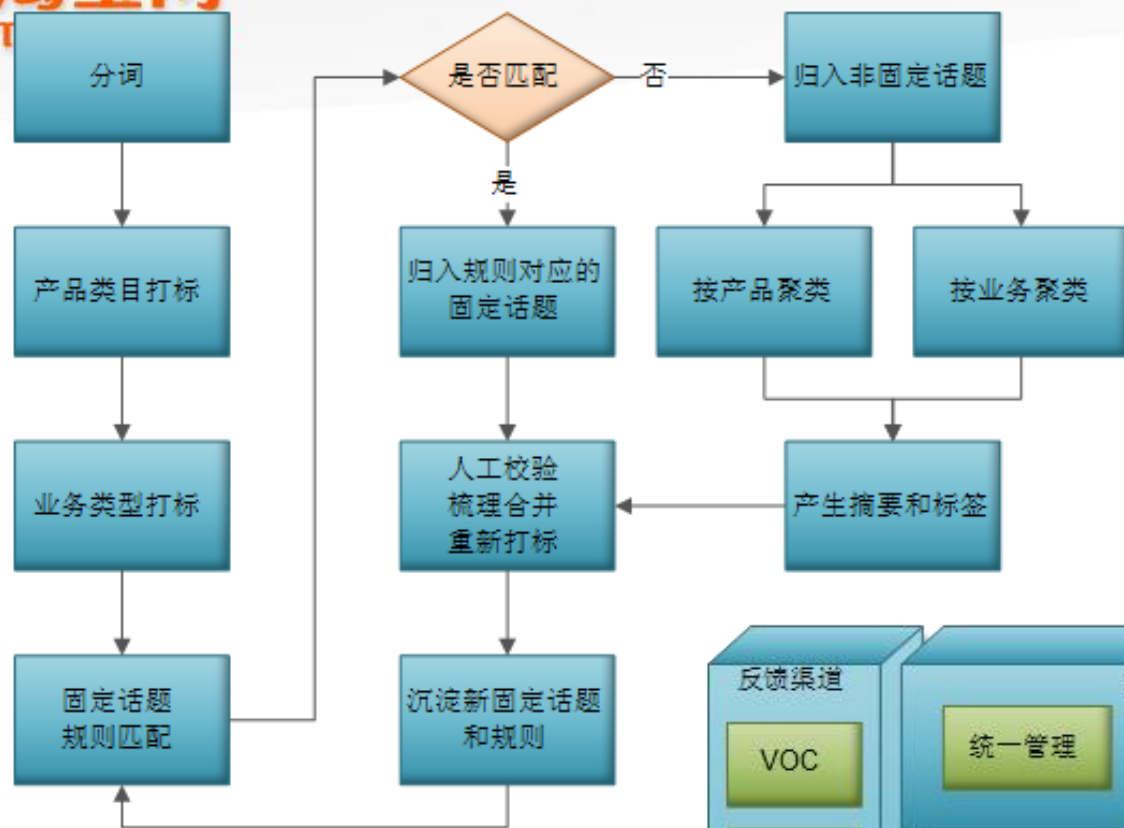 分词
产品类目打标
业务类型打标
固定话题
规则匹配
是否匹配
否
是
归入规则对应的
固定话题
人工校验
梳理合并
重新打标
沉淀新固定话题
和规则
归入非固定话题
按产品聚类
按业务聚类
产生摘要和标签
反馈渠道
VOC
统一管理